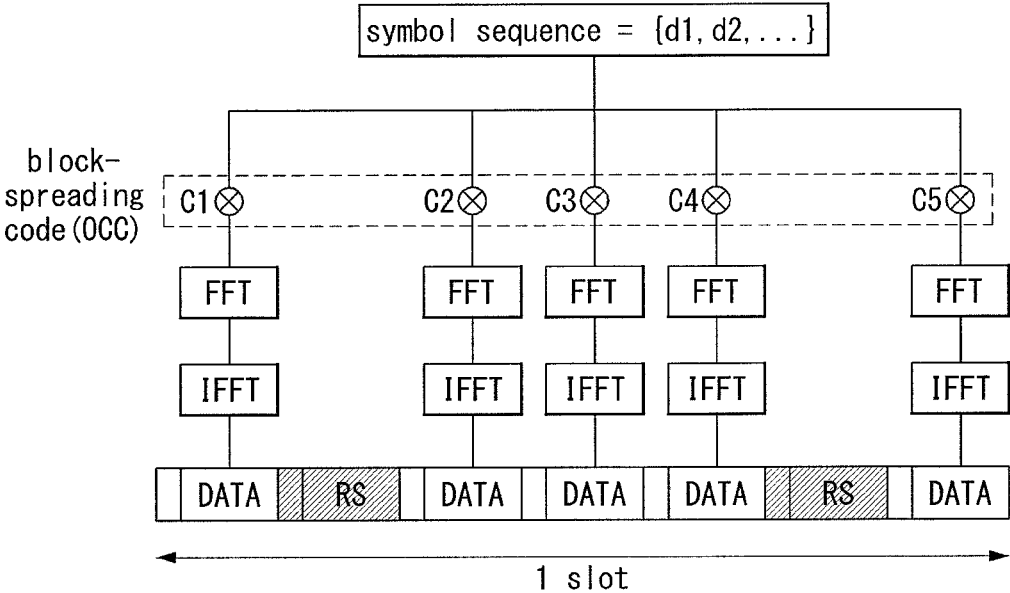 symbol sequence = {d1,d2,...}
block-
spreading
code(OCC)
C1 C2 C3 C4 C5
FFT FFT FFT FFT FFT
IFFT IFFT IFFT IFFT IFFT
DATA RS DATA DATA DATA RS DATA
1 slot